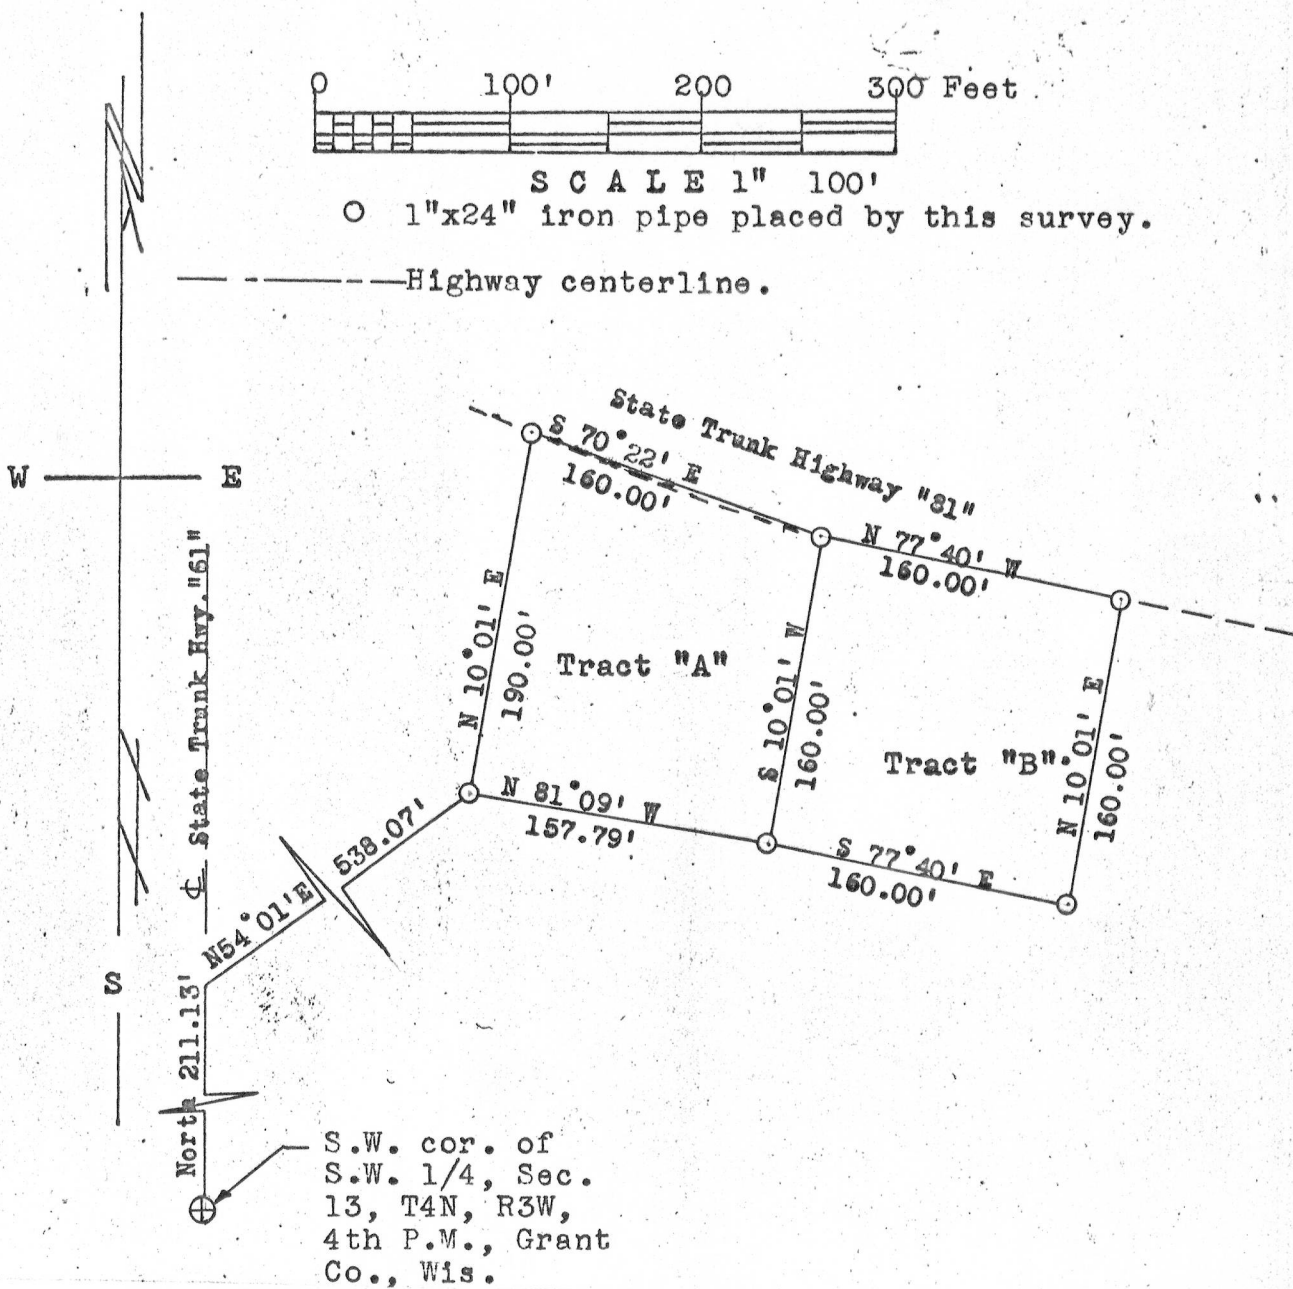 0 100' 200 300 Feet
SCALE 1" 100'
1"x24" iron pipe placed by this survey.
Highway centerline.
W E
S
State Trunk Highway "81"
S 70°22' E
160.00'
N 77°40' W
160.00'
N 10°01' E
190.00'
Tract "A"
S 10°01' W
160.00'
Tract "B"
N 10°01' E
160.00'
N 81°09' W
157.79'
S 77°40' E
160.00'
℄ State Trunk Hwy."61"
N54°01'E 538.07'
North 211.13'
S.W. cor. of
S.W. 1/4, Sec.
13, T4N, R3W,
4th P.M., Grant
Co., Wis.